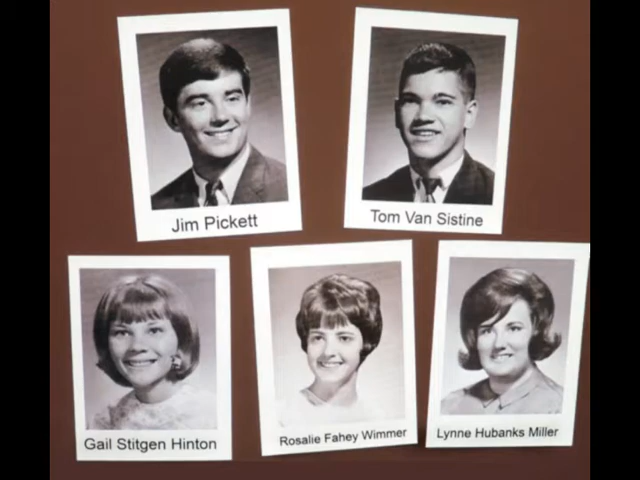 Jim Pickett
Tom Van Sistine
Gail Stitgen Hinton
Rosalie Fahey Wimmer
Lynne Hubanks Miller